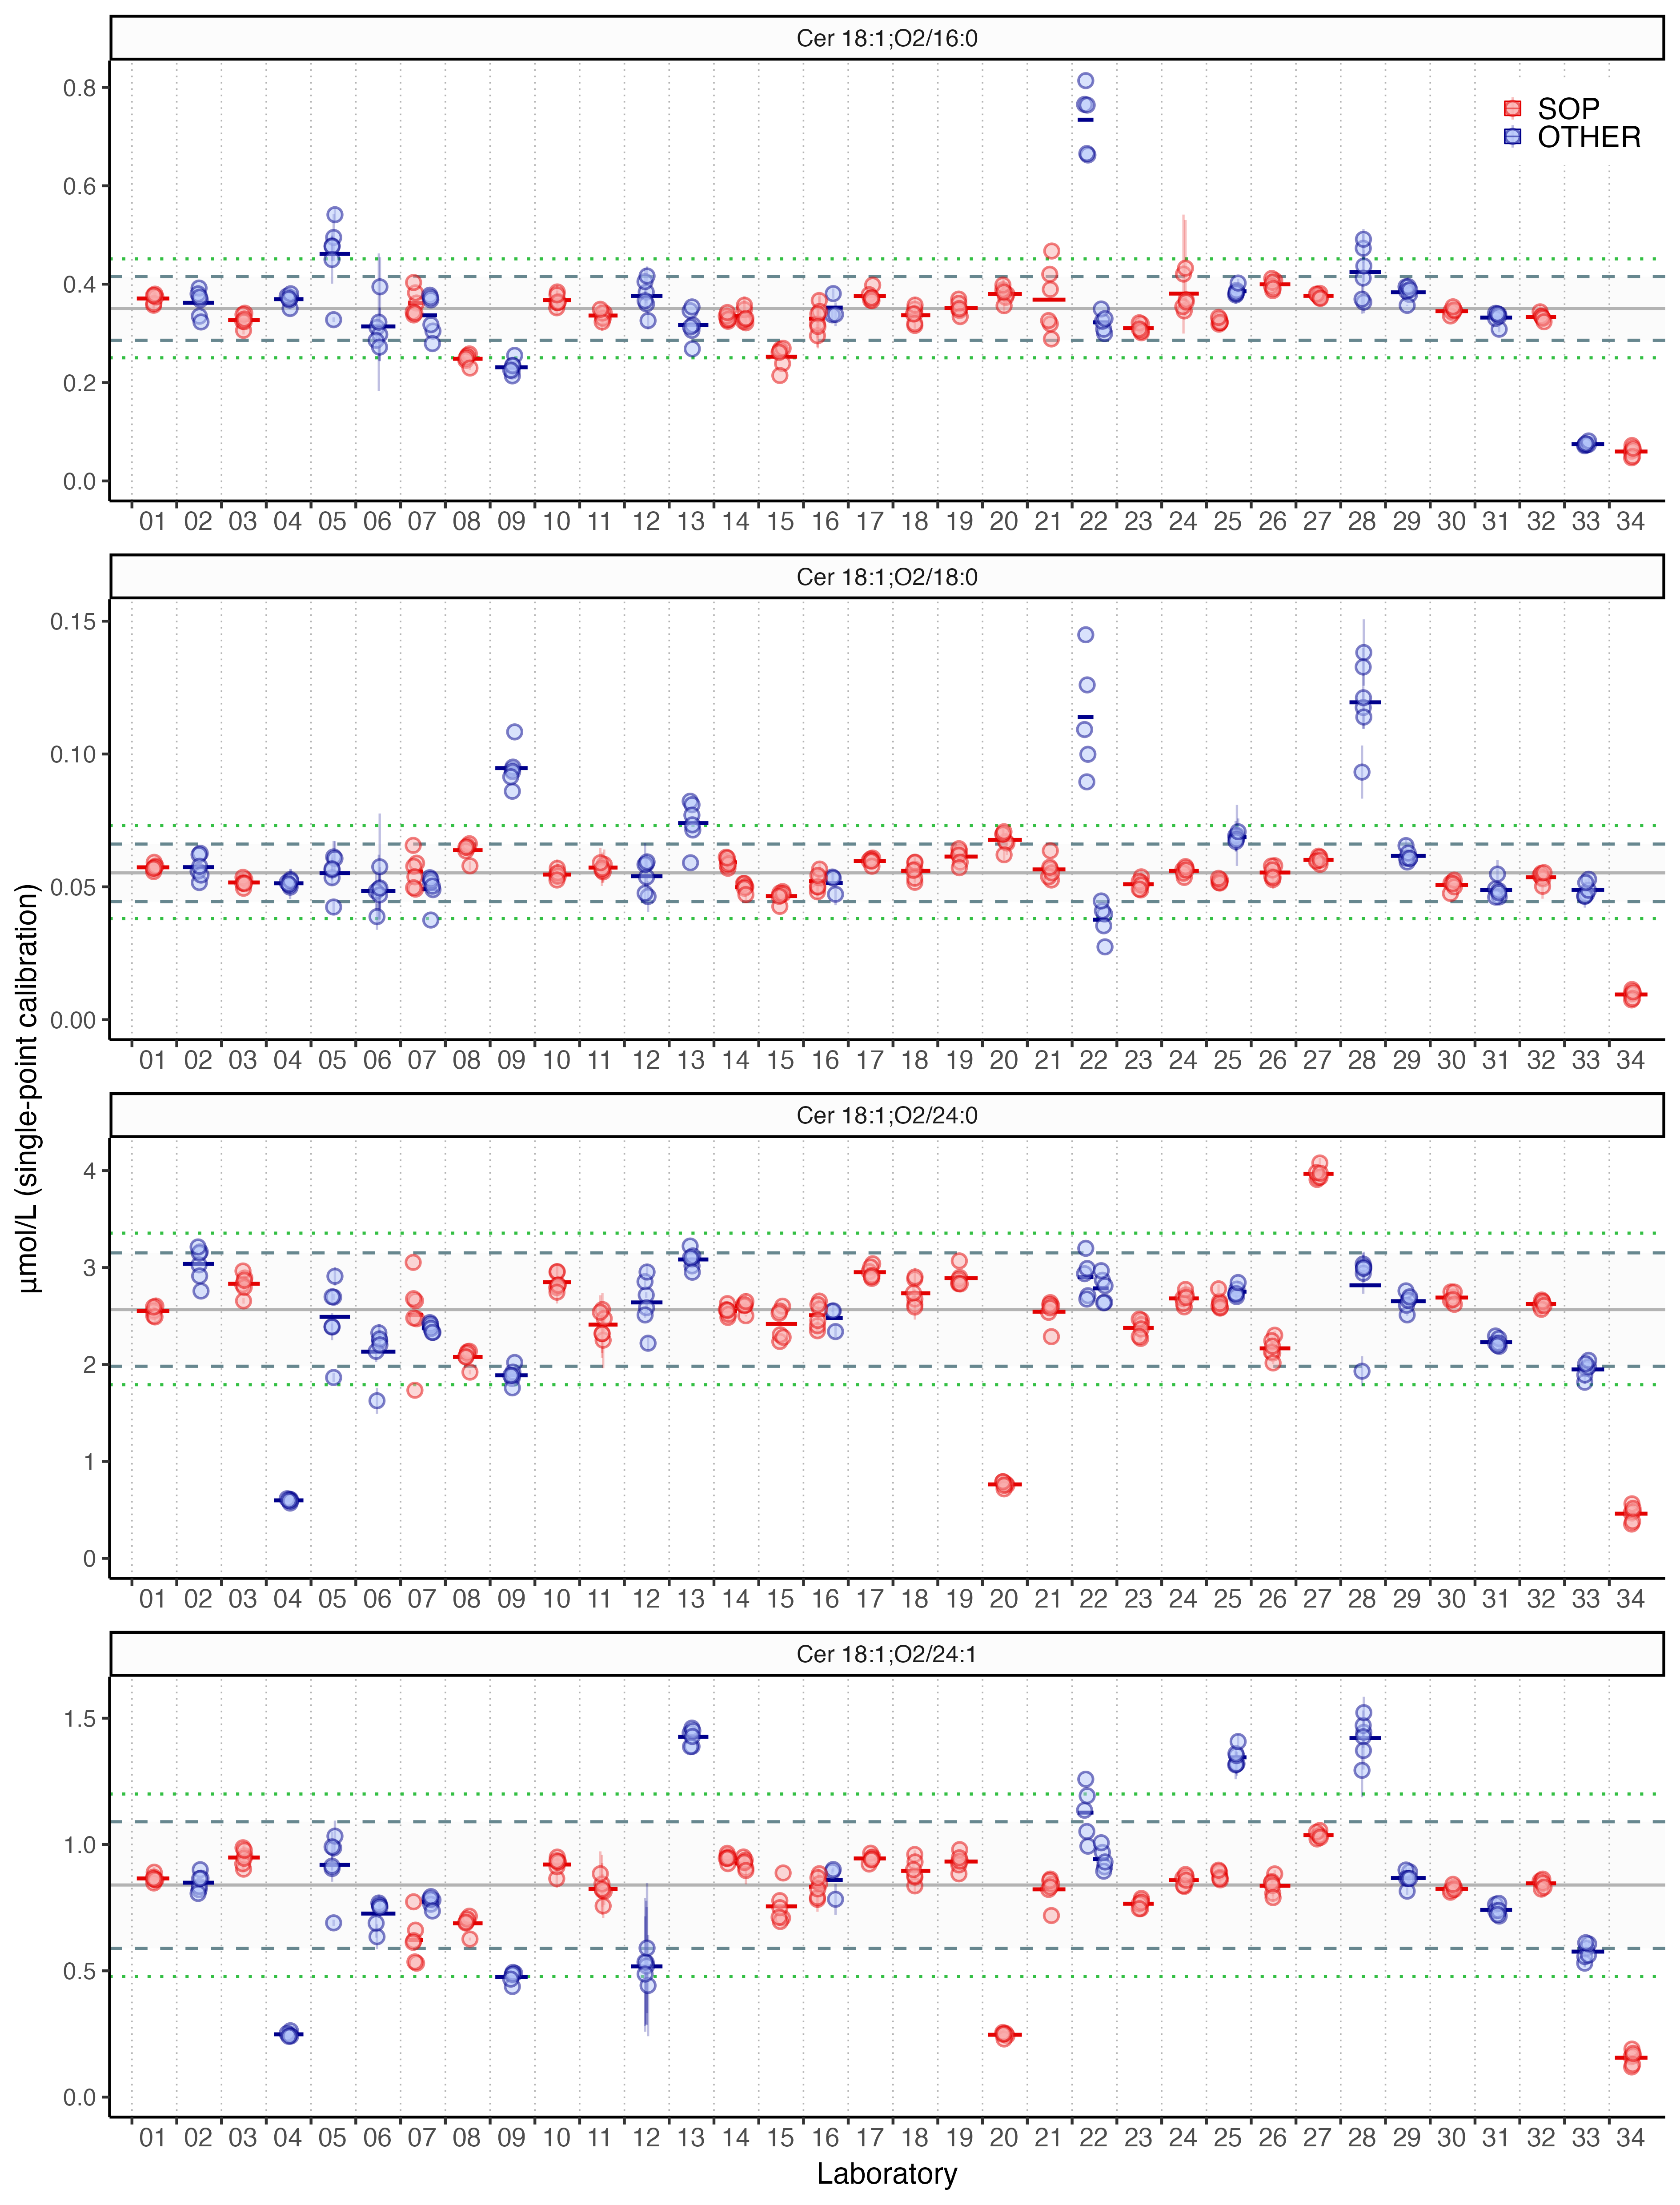 Cer 18:1;O2/16:0
SOP
OTHER
0.8
0.6
0.4
0.2
0.0
01 02 03 04 05 06 07 08 09 10 11 12 13 14 15 16 17 18 19 20 21 22 23 24 25 26 27 28 29 30 31 32 33 34
Cer 18:1;O2/18:0
0.15
0.10
0.05
0.00
01 02 03 04 05 06 07 08 09 10 11 12 13 14 15 16 17 18 19 20 21 22 23 24 25 26 27 28 29 30 31 32 33 34
µmol/L (single-point calibration)
Cer 18:1;O2/24:0
4
3
2
1
0
01 02 03 04 05 06 07 08 09 10 11 12 13 14 15 16 17 18 19 20 21 22 23 24 25 26 27 28 29 30 31 32 33 34
Cer 18:1;O2/24:1
1.5
1.0
0.5
0.0
01 02 03 04 05 06 07 08 09 10 11 12 13 14 15 16 17 18 19 20 21 22 23 24 25 26 27 28 29 30 31 32 33 34
Laboratory